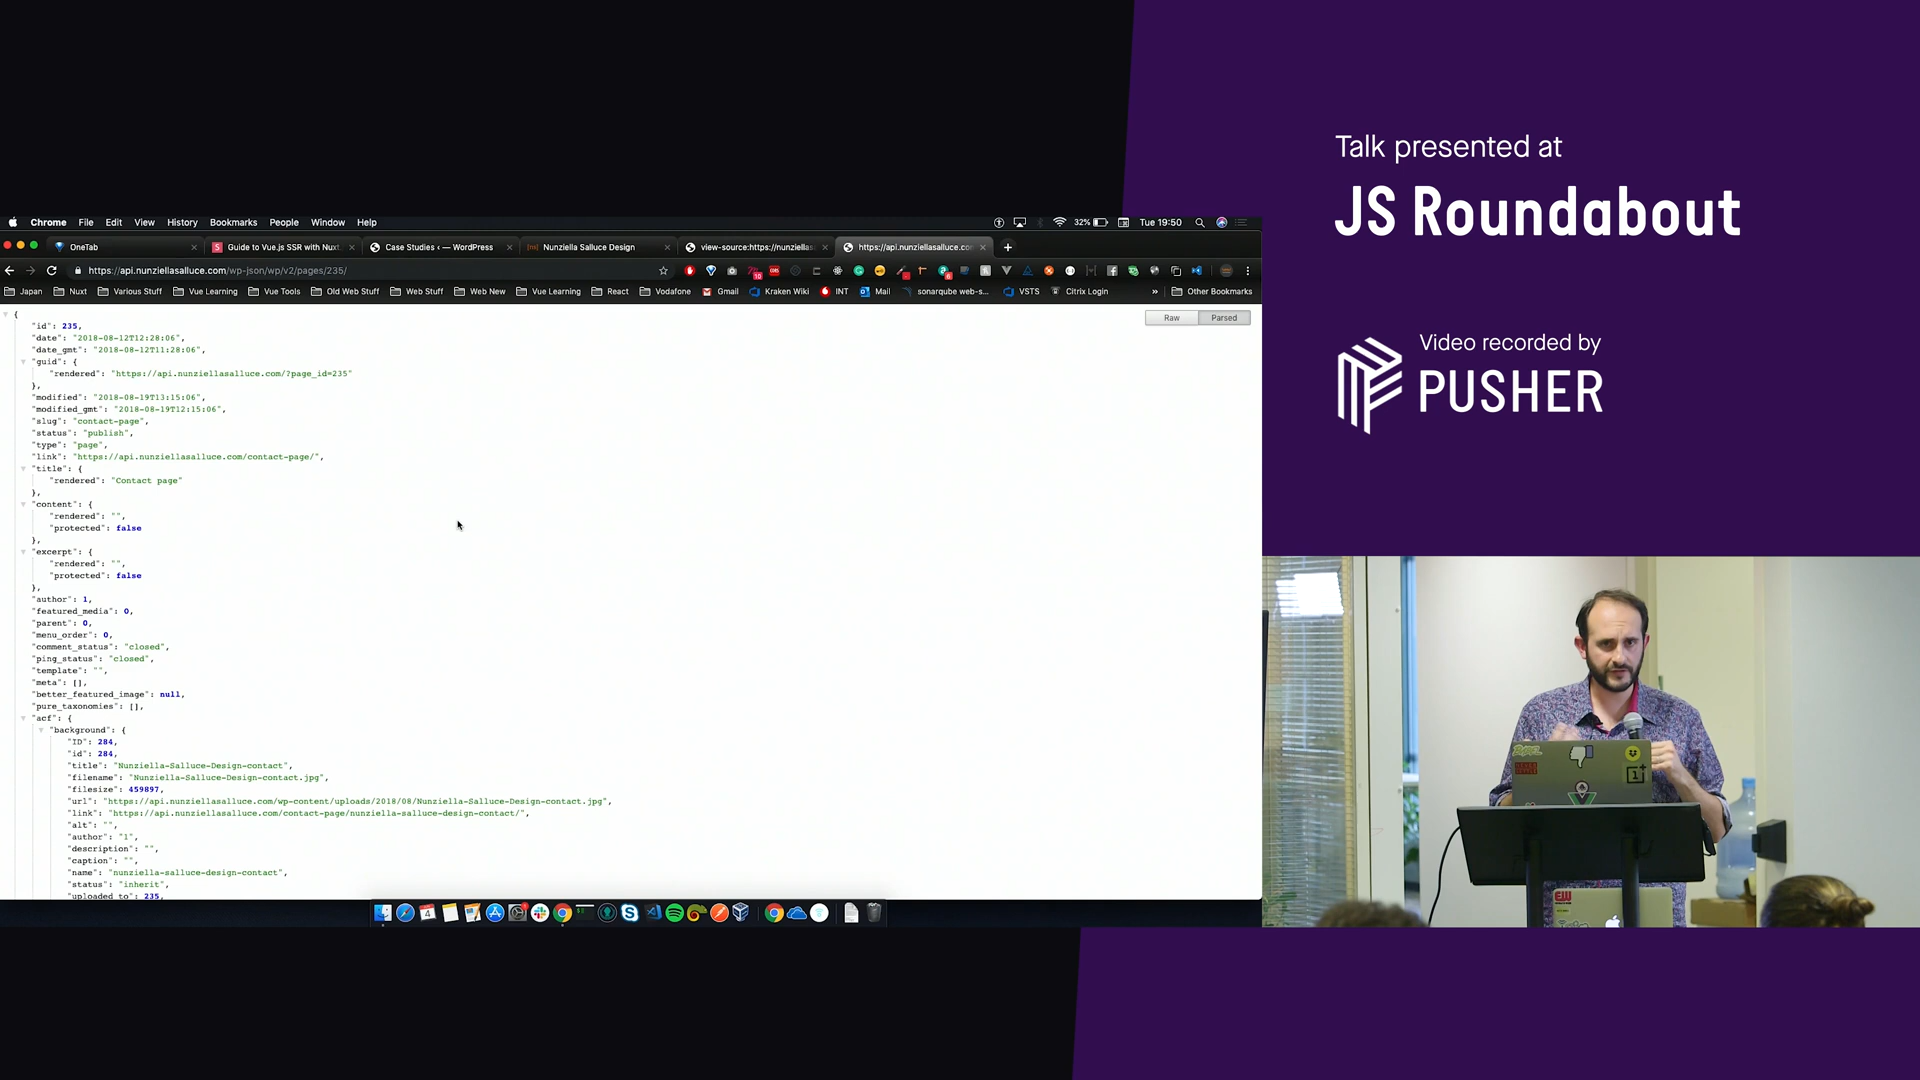 Chrome File Edit View History Bookmarks People Window Help 32% Tue 19:50
OneTab Guide to Vue.js SSR with Nuxt Case Studies ‹ — WordPress Nunziella Salluce Design view-source:https://nunziella https://api.nunziellasalluce.co
https://api.nunziellasalluce.com/wp-json/wp/v2/pages/235/
Japan Nuxt Various Stuff Vue Learning Vue Tools Old Web Stuff Web Stuff Web New Vue Learning React Vodafone Gmail Kraken Wiki INT Mail sonarqube web-s... VSTS Citrix Login » Other Bookmarks
Raw Parsed
{
"id": 235,
"date": "2018-08-12T12:28:06",
"date_gmt": "2018-08-12T11:28:06",
"guid": {
"rendered": "https://api.nunziellasalluce.com/?page_id=235"
},
"modified": "2018-08-19T13:15:06",
"modified_gmt": "2018-08-19T12:15:06",
"slug": "contact-page",
"status": "publish",
"type": "page",
"link": "https://api.nunziellasalluce.com/contact-page/",
"title": {
"rendered": "Contact page"
},
"content": {
"rendered": "",
"protected": false
},
"excerpt": {
"rendered": "",
"protected": false
},
"author": 1,
"featured_media": 0,
"parent": 0,
"menu_order": 0,
"comment_status": "closed",
"ping_status": "closed",
"template": "",
"meta": [],
"better_featured_image": null,
"pure_taxonomies": [],
"acf": {
"background": {
"ID": 284,
"id": 284,
"title": "Nunziella-Salluce-Design-contact",
"filename": "Nunziella-Salluce-Design-contact.jpg",
"filesize": 459897,
"url": "https://api.nunziellasalluce.com/wp-content/uploads/2018/08/Nunziella-Salluce-Design-contact.jpg",
"link": "https://api.nunziellasalluce.com/contact-page/nunziella-salluce-design-contact/",
"alt": "",
"author": "1",
"description": "",
"caption": "",
"name": "nunziella-salluce-design-contact",
"status": "inherit",
"uploaded_to": 235,
Talk presented at
JS Roundabout
Video recorded by
PUSHER